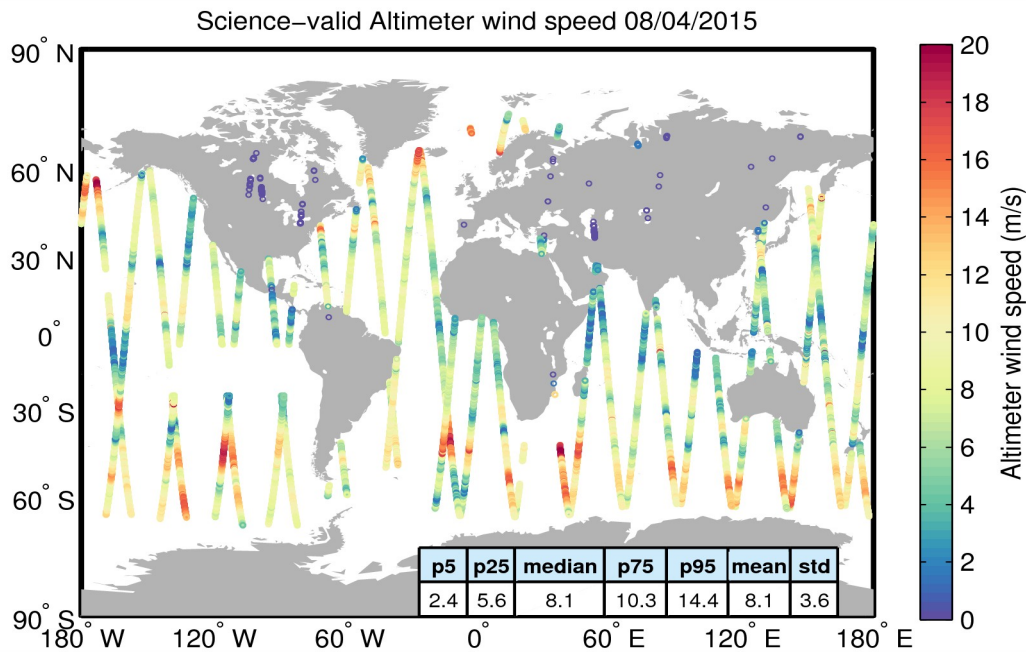 Science−valid Altimeter wind speed 08/04/2015
90° N
60° N
30° N
0°
30° S
60° S
90° S
180° W
120° W
60° W
0°
60° E
120° E
180° E
p5 p25 median p75 p95 mean std
2.4 5.6 8.1 10.3 14.4 8.1 3.6
20
18
16
14
12
10
8
6
4
2
0
Altimeter wind speed (m/s)